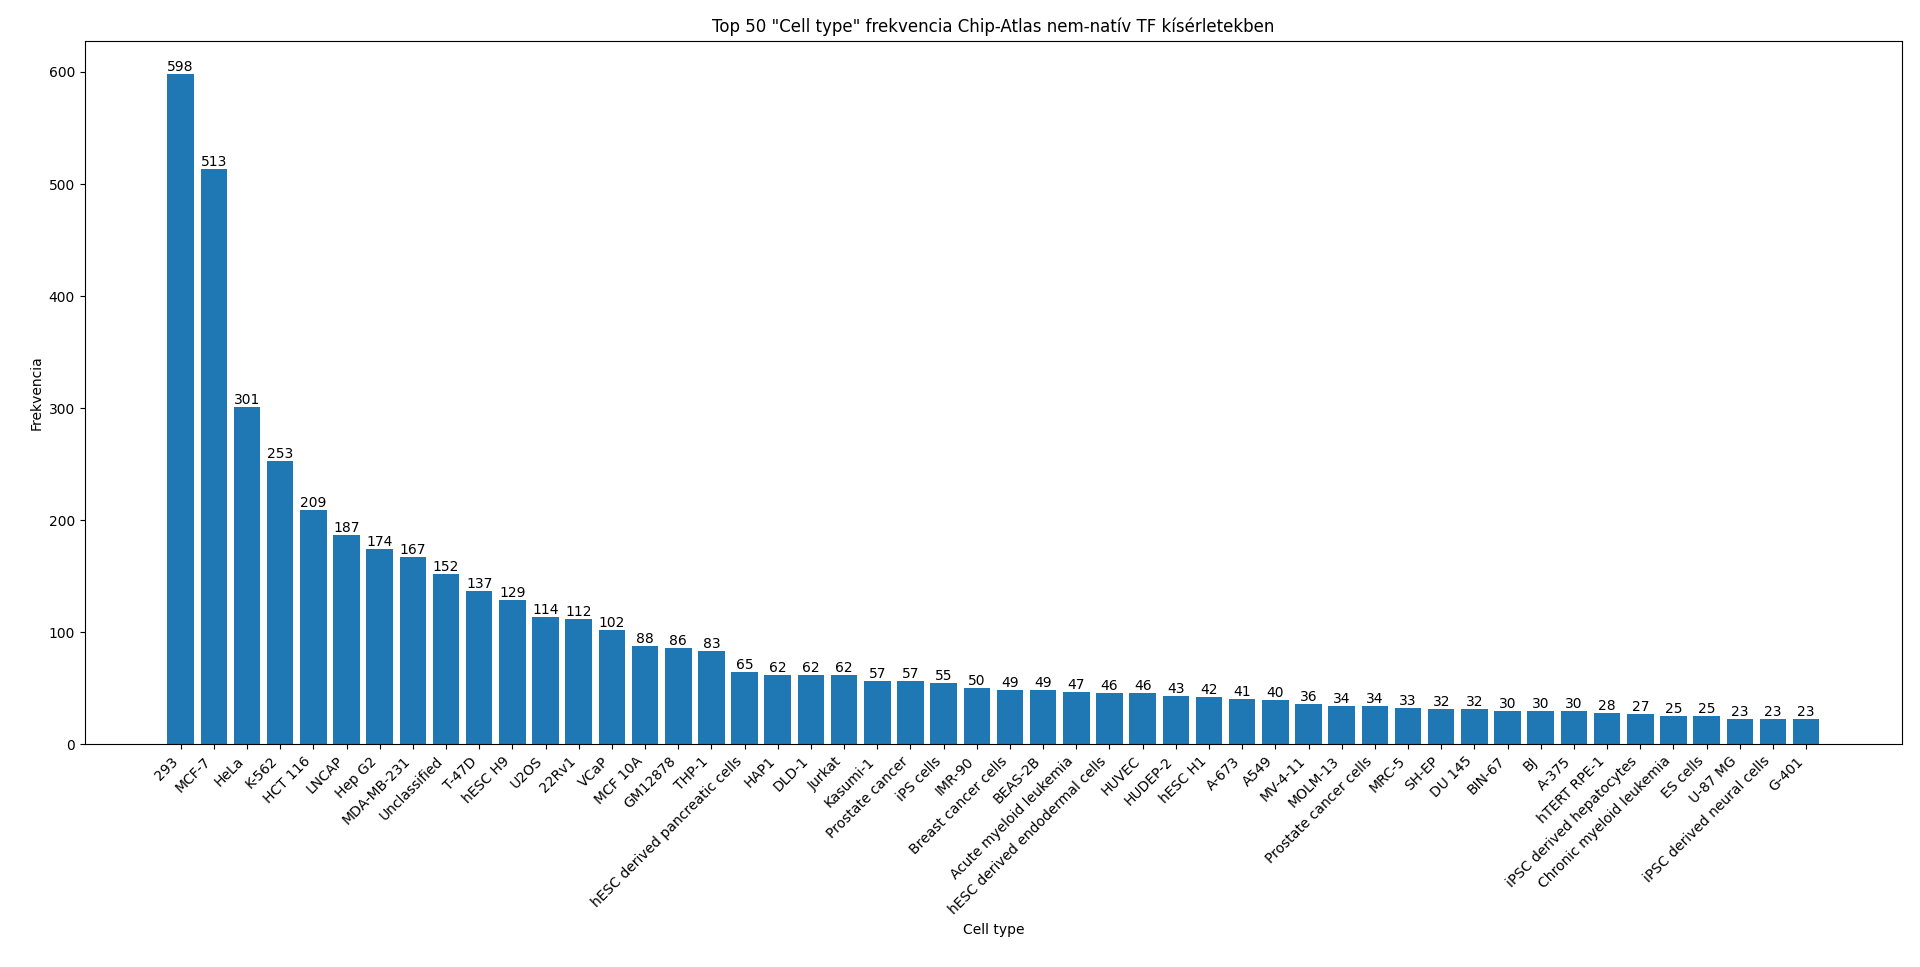 Top 50 "Cell type" frekvencia Chip-Atlas nem-natív TF kísérletekben
Frekvencia
600
500
400
300
200
100
0
598
513
301
253
209
187
174
167
152
137
129
114
112
102
88
86
83
65
62
62
62
57
57
55
50
49
49
47
46
46
43
42
41
40
36
34
34
33
32
32
30
30
30
28
27
25
25
23
23
23
293
MCF-7
HeLa
K-562
HCT 116
LNCAP
Hep G2
MDA-MB-231
Unclassified
T-47D
hESC H9
U2OS
22Rv1
VCaP
MCF 10A
GM12878
THP-1
hESC derived pancreatic cells
HAP1
DLD-1
Jurkat
Kasumi-1
Prostate cancer
iPS cells
IMR-90
Breast cancer cells
BEAS-2B
Acute myeloid leukemia
hESC derived endodermal cells
HUVEC
HUDEP-2
hESC H1
A-673
A549
MV-4-11
MOLM-13
Prostate cancer cells
MRC-5
SH-EP
DU 145
BIN-67
BJ
A-375
hTERT RPE-1
iPSC derived hepatocytes
Chronic myeloid leukemia
ES cells
U-87 MG
iPSC derived neural cells
G-401
Cell type